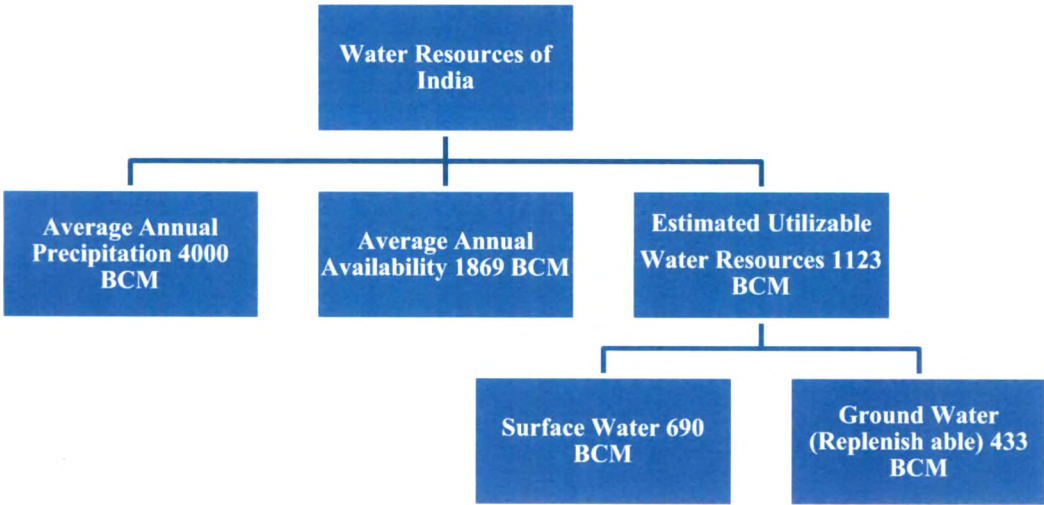 Water Resources of
India
Average Annual
Precipitation 4000
BCM
Average Annual
Availability 1869 BCM
Estimated Utilizable
Water Resources 1123
BCM
Surface Water 690
BCM
Ground Water
(Replenish able) 433
BCM